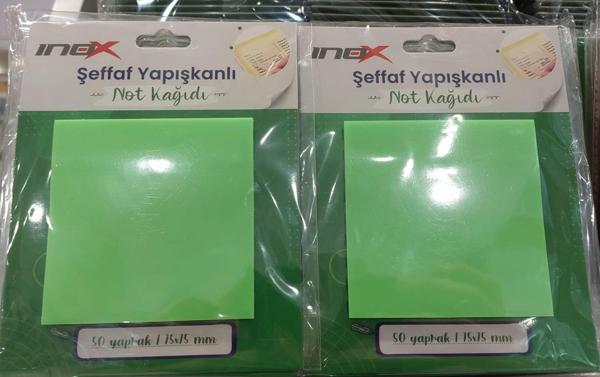 inox
Şeffaf Yapışkanlı
Not Kağıdı
50 yaprak / 75x75 mm
inox
Şeffaf Yapışkanlı
Not Kağıdı
50 yaprak / 75x75 mm